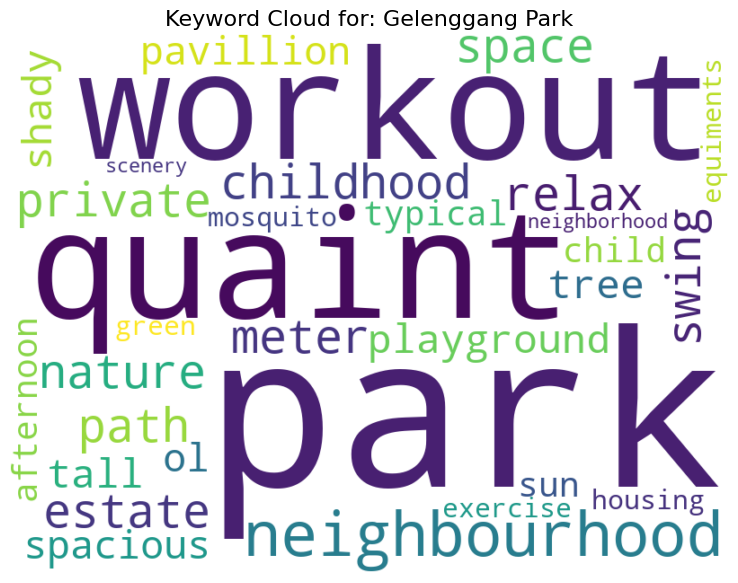 Keyword Cloud for: Gelenggang Park
pavillion
space
workout
shady
equiments
scenery
childhood
private
relax
mosquito
typical
neighborhood
quaint
child
swing
tree
green
meter
playground
afternoon
nature
park
path
ol
tall
sun
estate
exercise
housing
spacious
neighbourhood